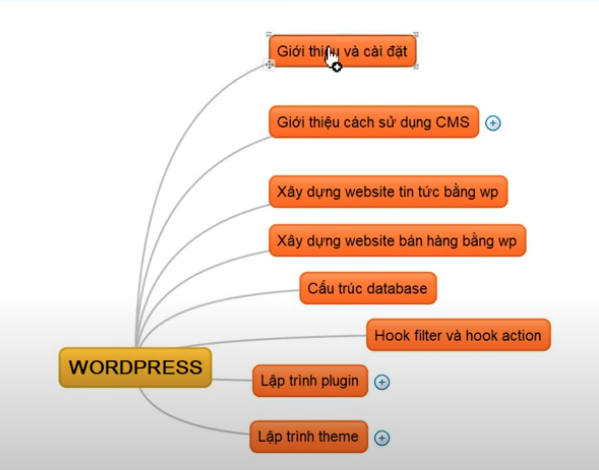 Giới thiệu và cài đặt
Giới thiệu cách sử dụng CMS
Xây dựng website tin tức bằng wp
Xây dựng website bán hàng bằng wp
Cấu trúc database
Hook filter và hook action
WORDPRESS
Lập trình plugin
Lập trình theme